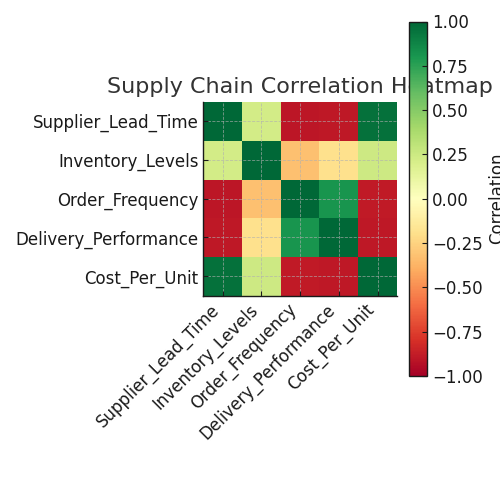 Supply Chain Correlation Heatmap
Supplier_Lead_Time
Inventory_Levels
Order_Frequency
Delivery_Performance
Cost_Per_Unit
Supplier_Lead_Time
Inventory_Levels
Order_Frequency
Delivery_Performance
Cost_Per_Unit
1.00
0.75
0.50
0.25
0.00
−0.25
−0.50
−0.75
−1.00
Correlation